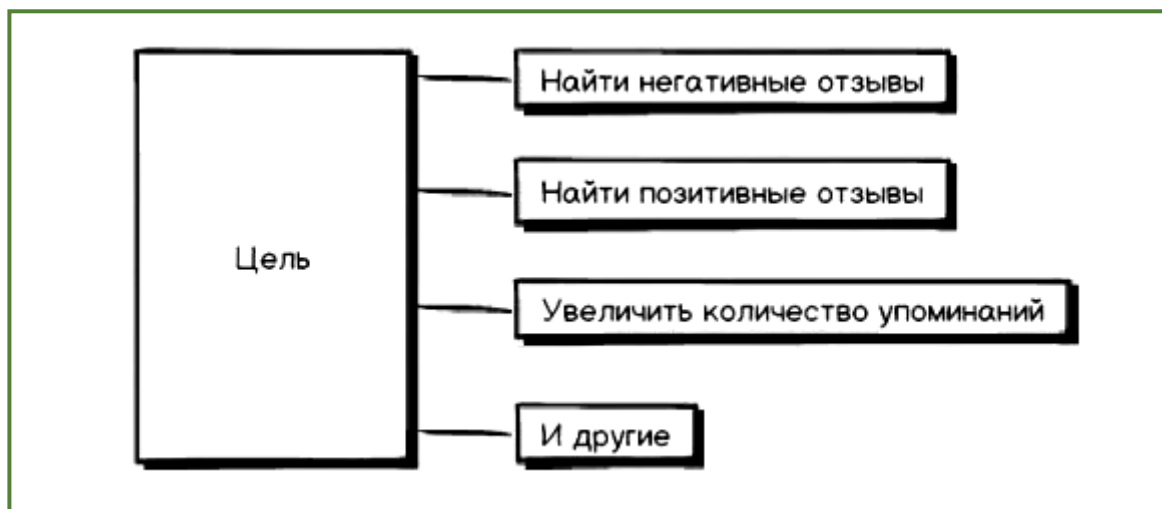 Цель
Найти негативные отзывы
Найти позитивные отзывы
Увеличить количество упоминаний
И другие